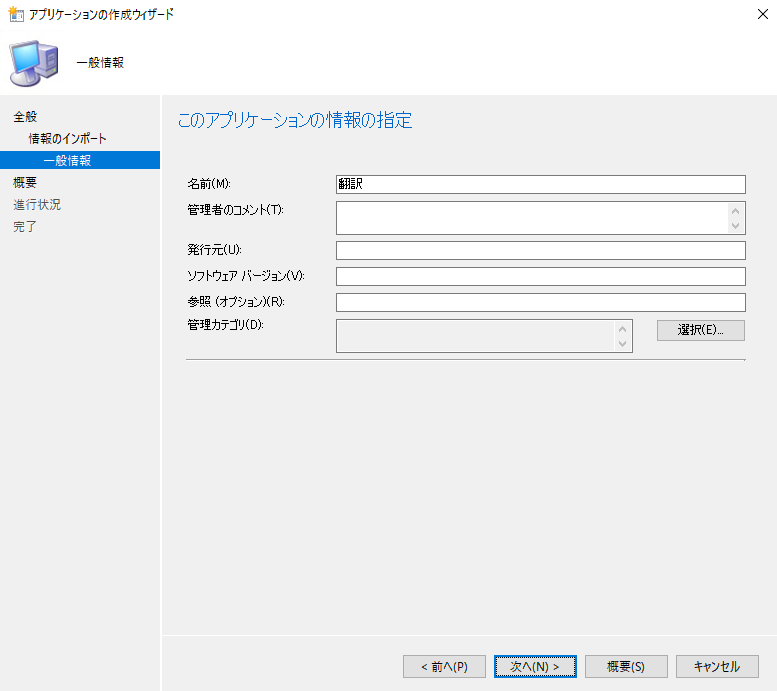 アプリケーションの作成ウィザード
一般情報
全般
情報のインポート
一般情報
概要
進行状況
完了
このアプリケーションの情報の指定
名前(M):
翻訳
管理者のコメント(T):
発行元(U):
ソフトウェア バージョン(V):
参照 (オプション)(R):
管理カテゴリ(D):
選択(E)...
< 前へ(P)
次へ(N) >
概要(S)
キャンセル